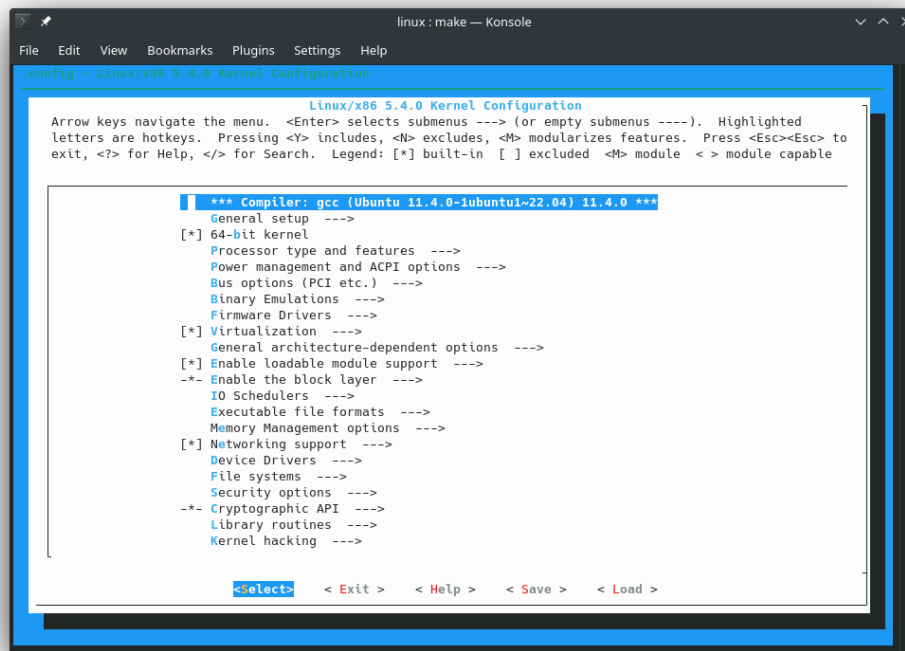 linux : make — Konsole
File Edit View Bookmarks Plugins Settings Help
.config - Linux/x86 5.4.0 Kernel Configuration
Linux/x86 5.4.0 Kernel Configuration
Arrow keys navigate the menu.  <Enter> selects submenus ---> (or empty submenus ----).  Highlighted
letters are hotkeys.  Pressing <Y> includes, <N> excludes, <M> modularizes features.  Press <Esc><Esc> to
exit, <?> for Help, </> for Search.  Legend: [*] built-in  [ ] excluded  <M> module  < > module capable
*** Compiler: gcc (Ubuntu 11.4.0-1ubuntu1~22.04) 11.4.0 ***
General setup  --->
[*] 64-bit kernel
Processor type and features  --->
Power management and ACPI options  --->
Bus options (PCI etc.)  --->
Binary Emulations  --->
Firmware Drivers  --->
[*] Virtualization  --->
General architecture-dependent options  --->
[*] Enable loadable module support  --->
-*- Enable the block layer  --->
IO Schedulers  --->
Executable file formats  --->
Memory Management options  --->
[*] Networking support  --->
Device Drivers  --->
File systems  --->
Security options  --->
-*- Cryptographic API  --->
Library routines  --->
Kernel hacking  --->
<Select>    < Exit >    < Help >    < Save >    < Load >